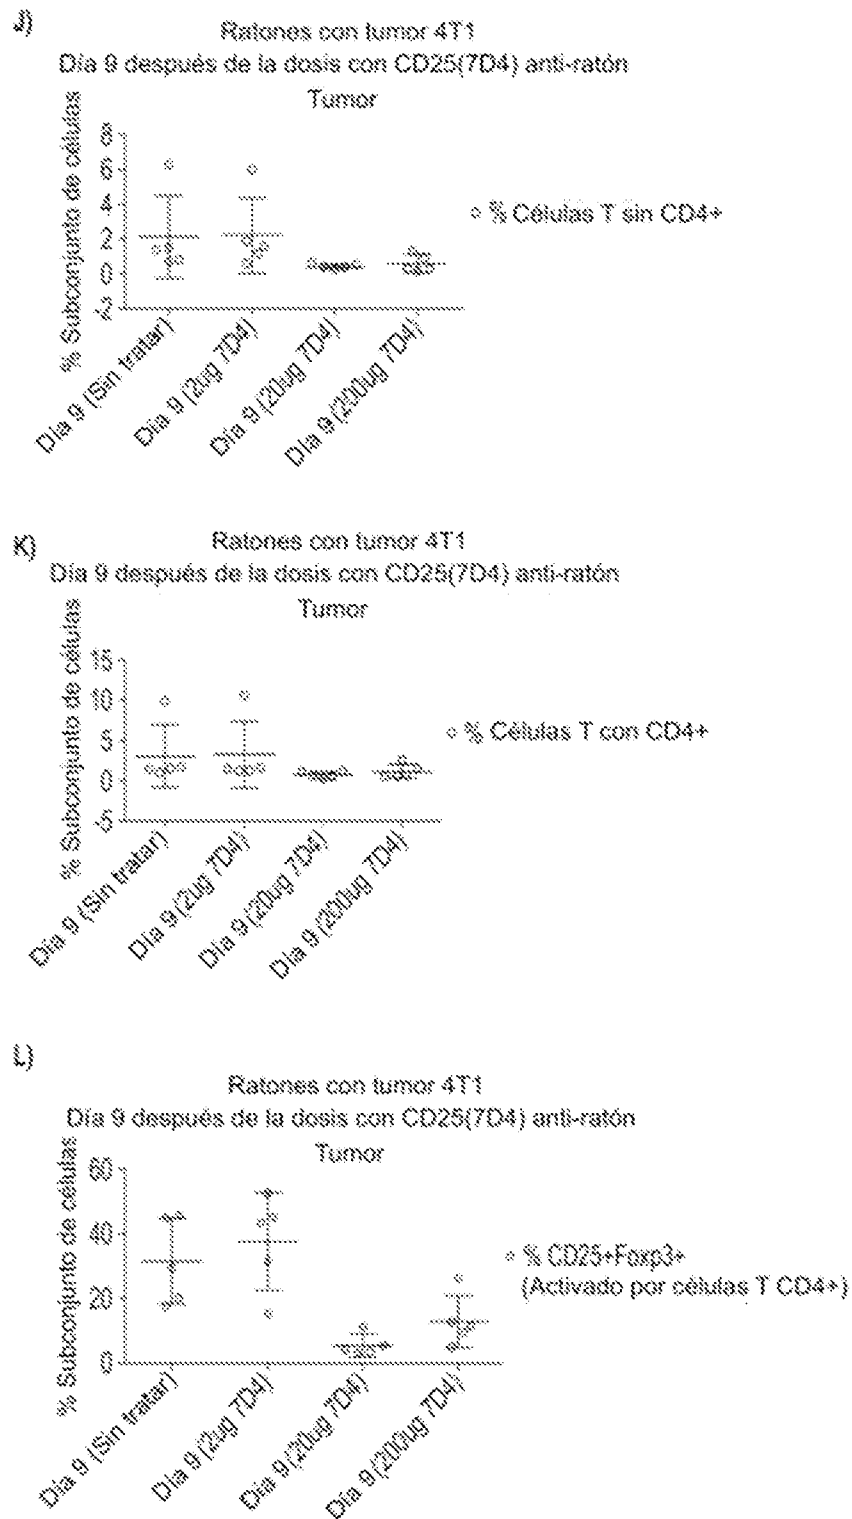 J)
Ratones con tumor 4T1
Día 9 después de la dosis con CD25(7D4) anti-ratón
Tumor
% Subconjunto de células
8
6
4
2
0
-2
% Células T sin CD4+
Día 9 (Sin tratar)
Día 9 (2ug 7D4)
Día 9 (20ug 7D4)
Día 9 (200ug 7D4)
K)
Ratones con tumor 4T1
Día 9 después de la dosis con CD25(7D4) anti-ratón
Tumor
% Subconjunto de células
15
10
5
0
-5
% Células T con CD4+
Día 9 (Sin tratar)
Día 9 (2ug 7D4)
Día 9 (20ug 7D4)
Día 9 (200ug 7D4)
L)
Ratones con tumor 4T1
Día 9 después de la dosis con CD25(7D4) anti-ratón
Tumor
% Subconjunto de células
60
40
20
0
% CD25+Foxp3+
(Activado por células T CD4+)
Día 9 (Sin tratar)
Día 9 (2ug 7D4)
Día 9 (20ug 7D4)
Día 9 (200ug 7D4)